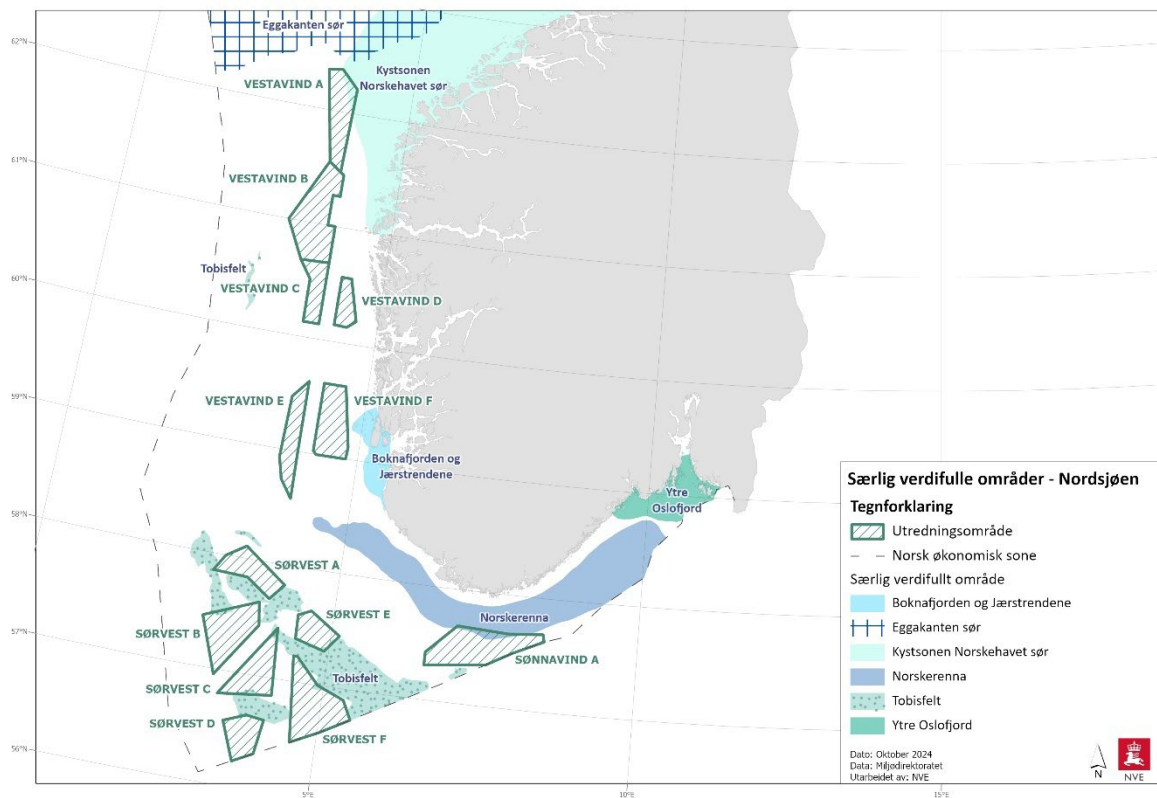 Eggakanten sør
62°N
Kystsonen
Norskehavet sør
VESTAVIND A
61°N
VESTAVIND B
Tobisfelt
60°N
VESTAVIND C
VESTAVIND D
59°N
VESTAVIND E
VESTAVIND F
Boknafjorden og
Jærstrendene
Ytre
Oslofjord
58°N
SØRVEST A
SØRVEST E
Norskerenna
57°N
SØRVEST B
SØNNAVIND A
SØRVEST C
Tobisfelt
SØRVEST D
SØRVEST F
56°N
5°E
10°E
15°E
Særlig verdifulle områder - Nordsjøen
Tegnforklaring
Utredningsområde
Norsk økonomisk sone
Særlig verdifullt område
Boknafjorden og Jærstrendene
Eggakanten sør
Kystsonen Norskehavet sør
Norskerenna
Tobisfelt
Ytre Oslofjord
Dato: Oktober 2024
Data: Miljødirektoratet
Utarbeidet av: NVE
N
NVE